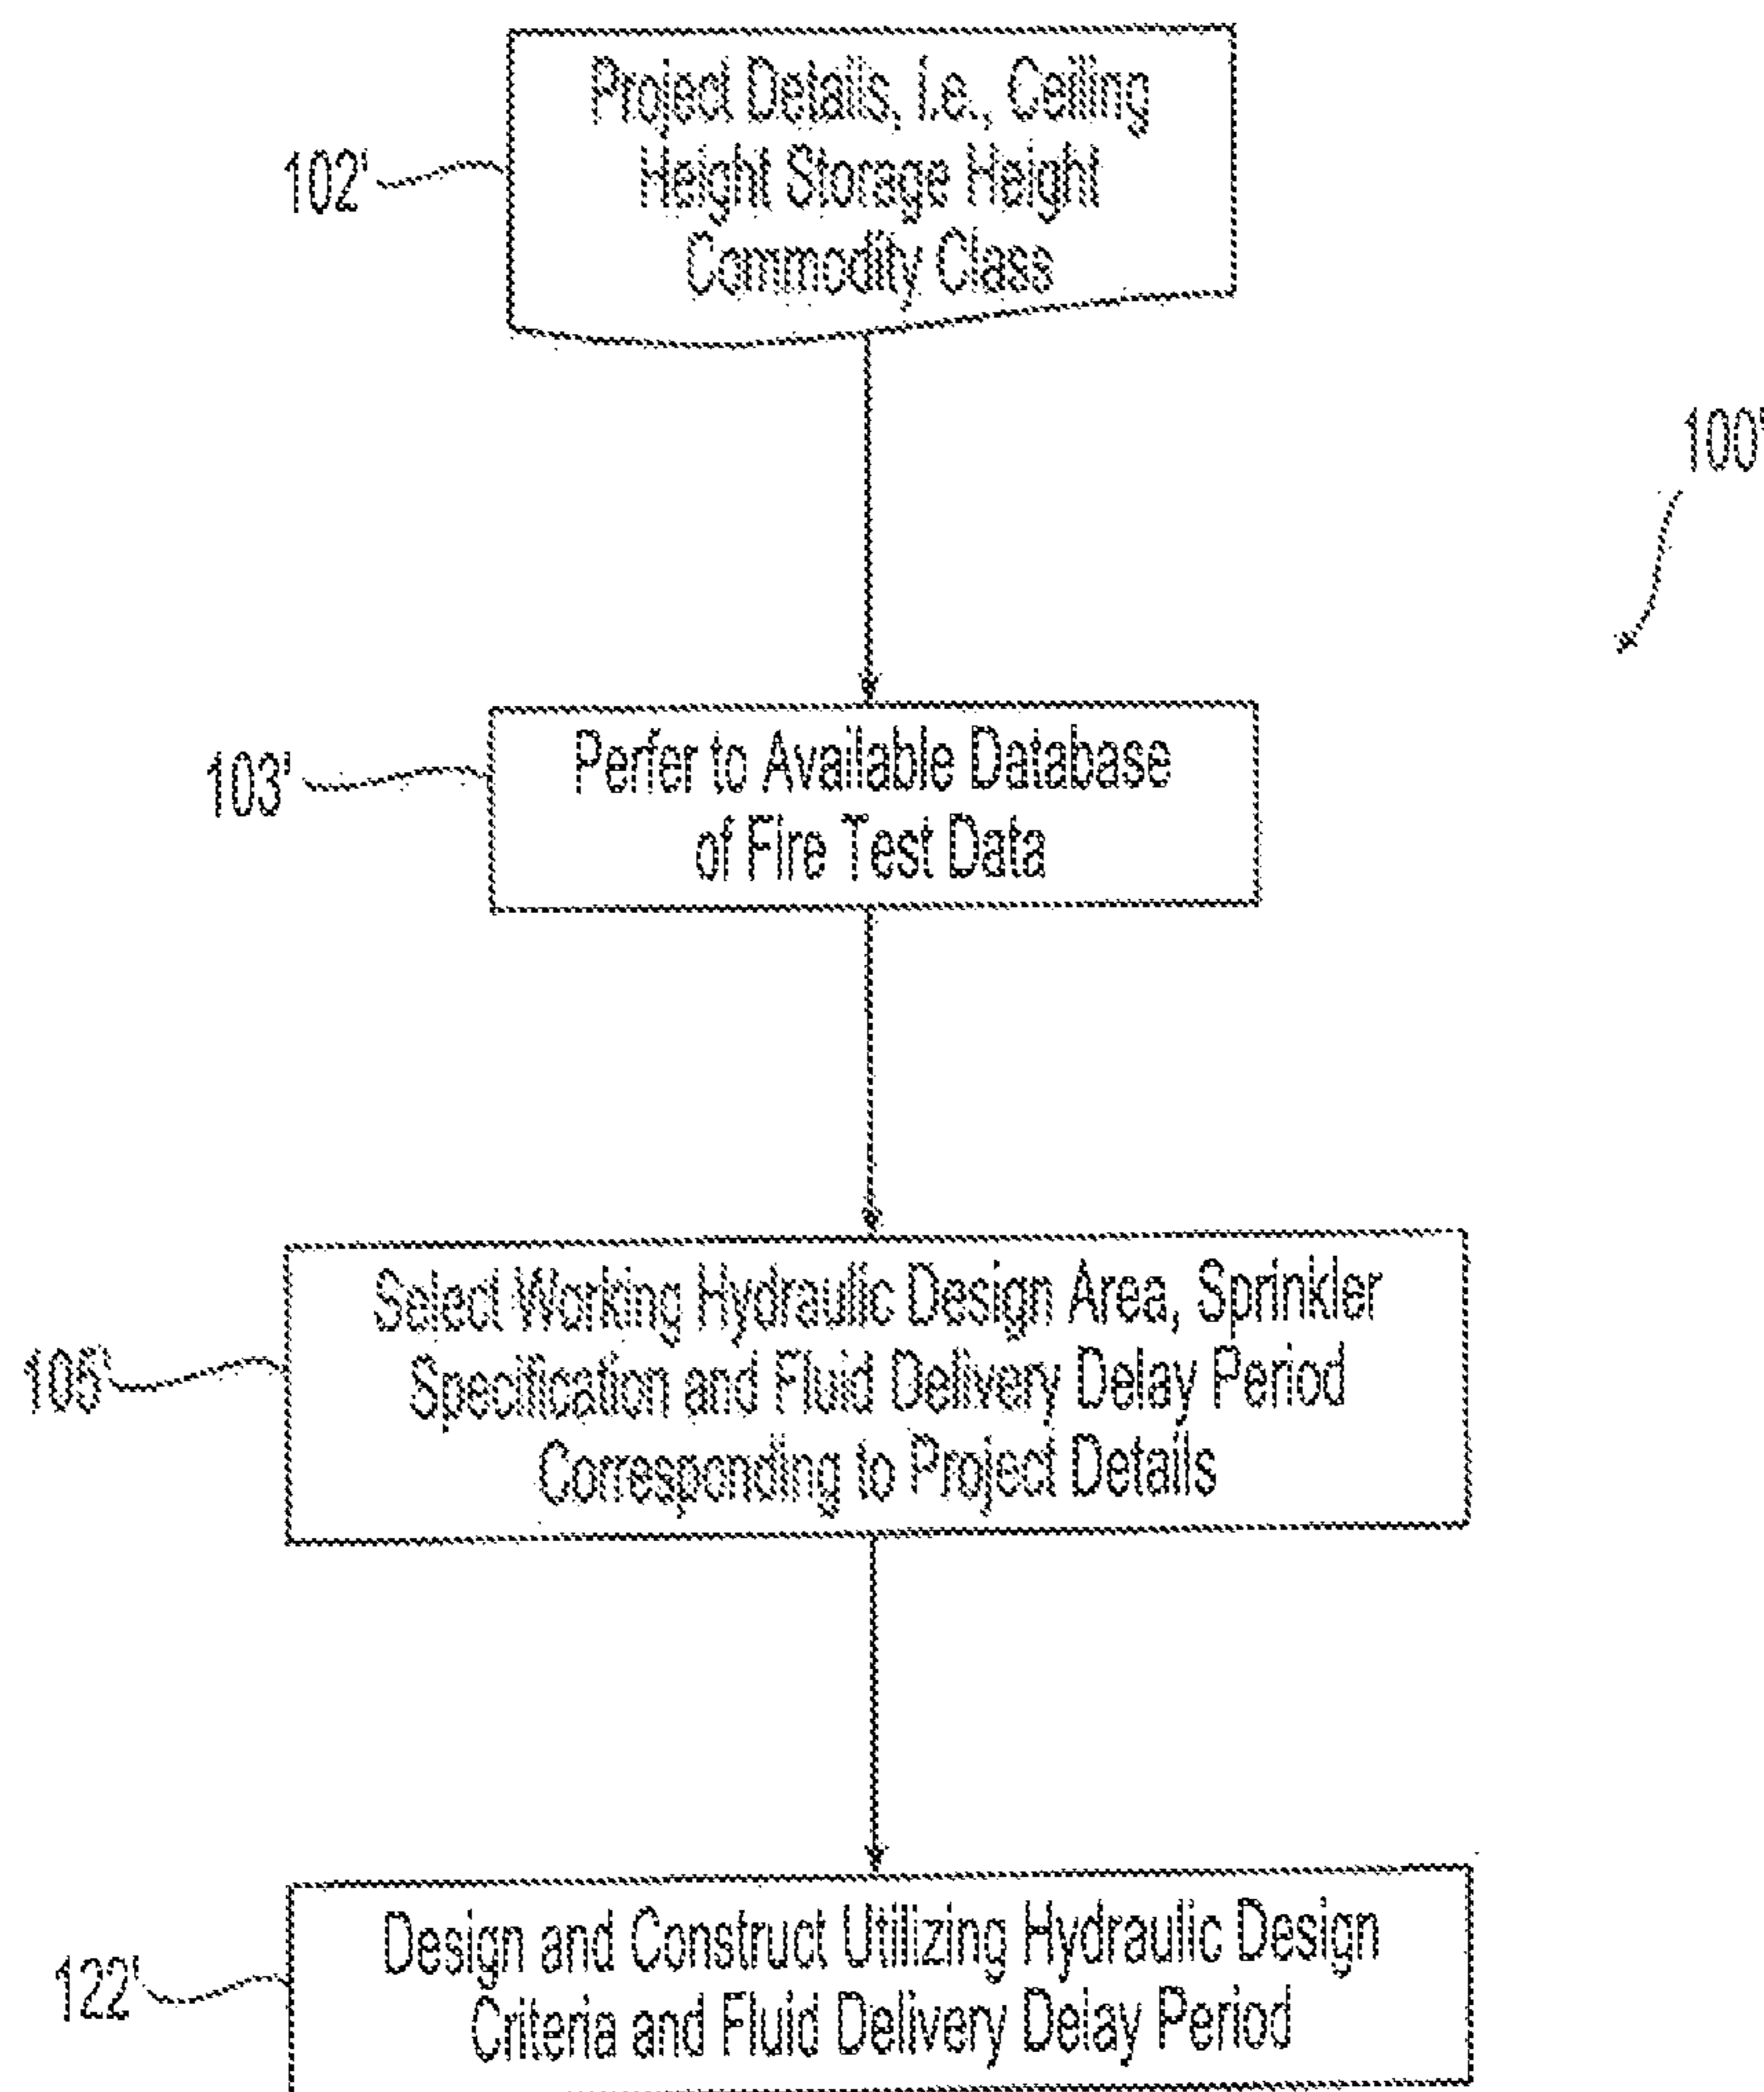 Project Details, i.e., Ceiling
Height Storage Height
Commodity Class
102'
100'
103'
Perfer to Available Database
of Fire Test Data
105'
Select Working Hydraulic Design Area, Sprinkler
Specification and Fluid Delivery Delay Period
Corresponding to Project Details
122'
Design and Construct Utilizing Hydraulic Design
Criteria and Fluid Delivery Delay Period